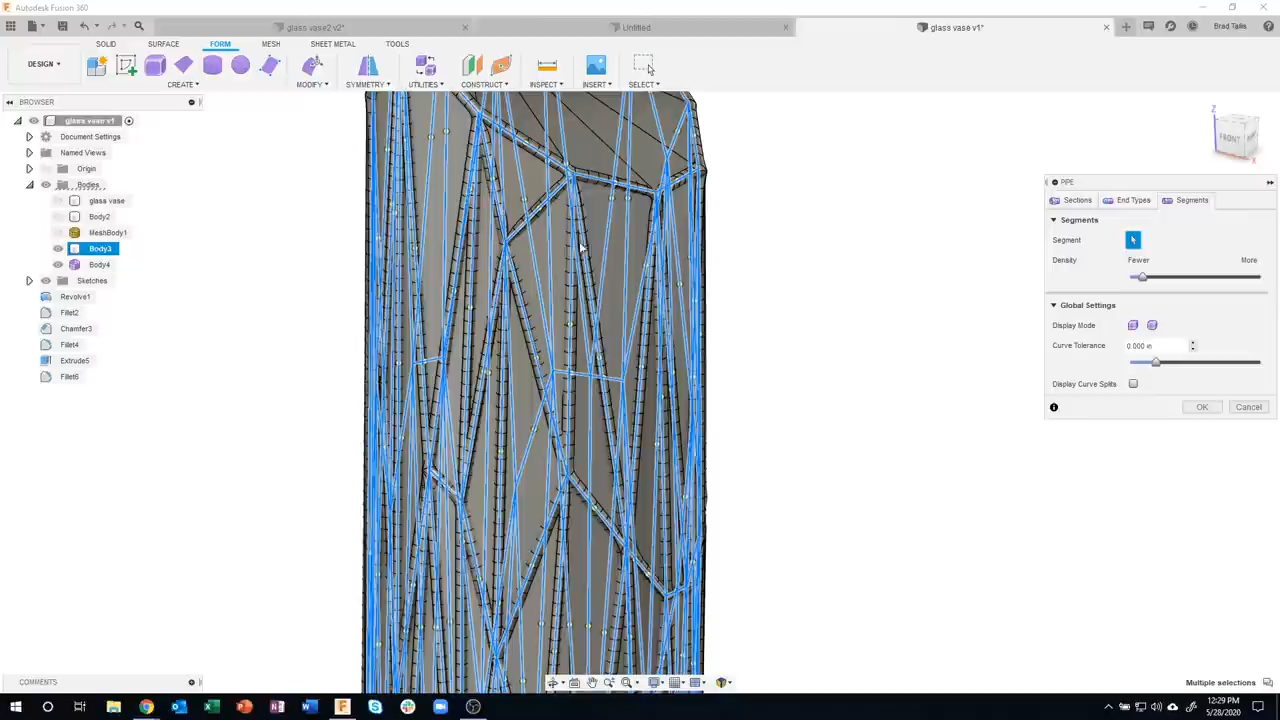 Autodesk Fusion 360
glass vase2 v2*
Untitled
glass vase v1*
Brad Tallis
SOLID SURFACE FORM MESH SHEET METAL TOOLS
DESIGN
CREATE MODIFY SYMMETRY UTILITIES CONSTRUCT INSPECT INSERT SELECT
BROWSER
glass vase v1
Document Settings
Named Views
Origin
Bodies
glass vase
Body2
MeshBody1
Body3
Body4
Sketches
Revolve1
Fillet2
Chamfer3
Fillet4
Extrude5
Fillet6
Z
FRONT
X
PIPE
Sections End Types Segments
Segments
Segment
Density Fewer More
Global Settings
Display Mode
Curve Tolerance 0.000 in
Display Curve Splits
OK Cancel
COMMENTS
Multiple selections
12:29 PM
5/28/2020